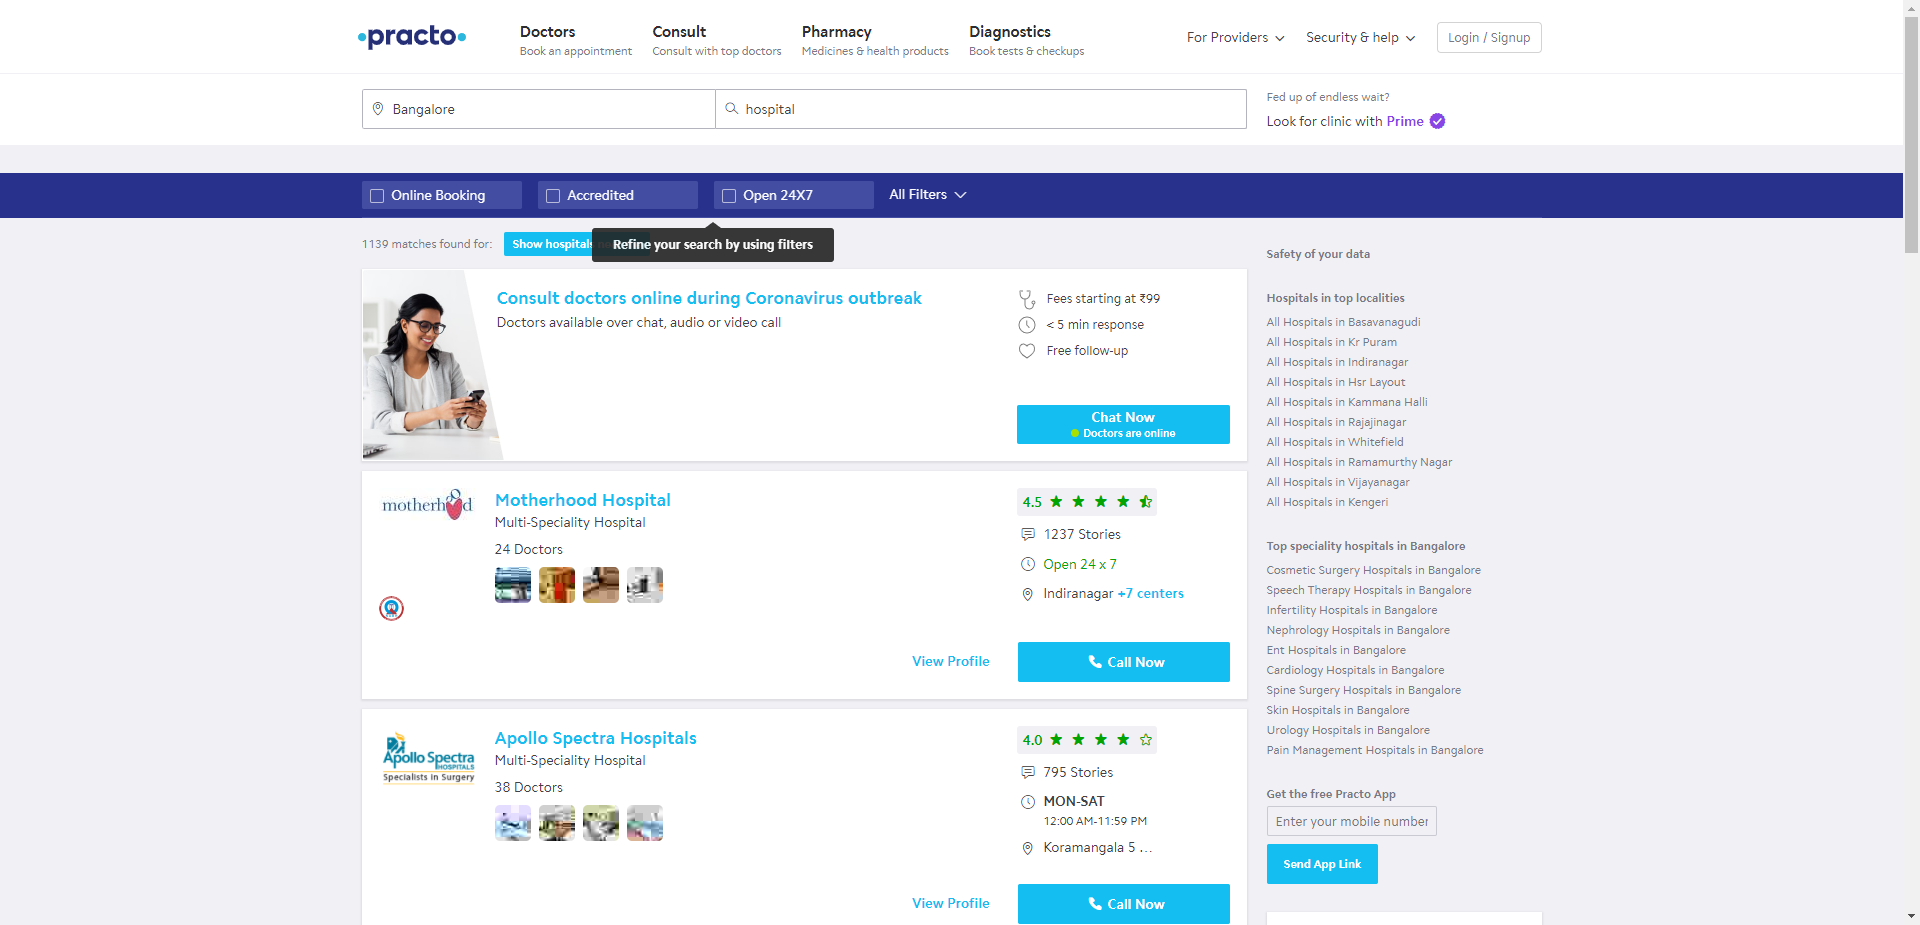 practo
Doctors
Book an appointment
Consult
Consult with top doctors
Pharmacy
Medicines & health products
Diagnostics
Book tests & checkups
For Providers
Security & help
Login / Signup
Bangalore
hospital
Fed up of endless wait?
Look for clinic with Prime
Online Booking
Accredited
Open 24X7
All Filters
1139 matches found for:
Show hospitals
Refine your search by using filters
Consult doctors online during Coronavirus outbreak
Doctors available over chat, audio or video call
Fees starting at ₹99
< 5 min response
Free follow-up
Chat Now
Doctors are online
motherhood
Motherhood Hospital
Multi-Speciality Hospital
24 Doctors
4.5
1237 Stories
Open 24 x 7
Indiranagar +7 centers
View Profile
Call Now
Apollo Spectra
HOSPITALS
Specialists in Surgery
Apollo Spectra Hospitals
Multi-Speciality Hospital
38 Doctors
4.0
795 Stories
MON-SAT
12:00 AM-11:59 PM
Koramangala 5 ...
View Profile
Call Now
Safety of your data
Hospitals in top localities
All Hospitals in Basavanagudi
All Hospitals in Kr Puram
All Hospitals in Indiranagar
All Hospitals in Hsr Layout
All Hospitals in Kammana Halli
All Hospitals in Rajajinagar
All Hospitals in Whitefield
All Hospitals in Ramamurthy Nagar
All Hospitals in Vijayanagar
All Hospitals in Kengeri
Top speciality hospitals in Bangalore
Cosmetic Surgery Hospitals in Bangalore
Speech Therapy Hospitals in Bangalore
Infertility Hospitals in Bangalore
Nephrology Hospitals in Bangalore
Ent Hospitals in Bangalore
Cardiology Hospitals in Bangalore
Spine Surgery Hospitals in Bangalore
Skin Hospitals in Bangalore
Urology Hospitals in Bangalore
Pain Management Hospitals in Bangalore
Get the free Practo App
Enter your mobile number
Send App Link